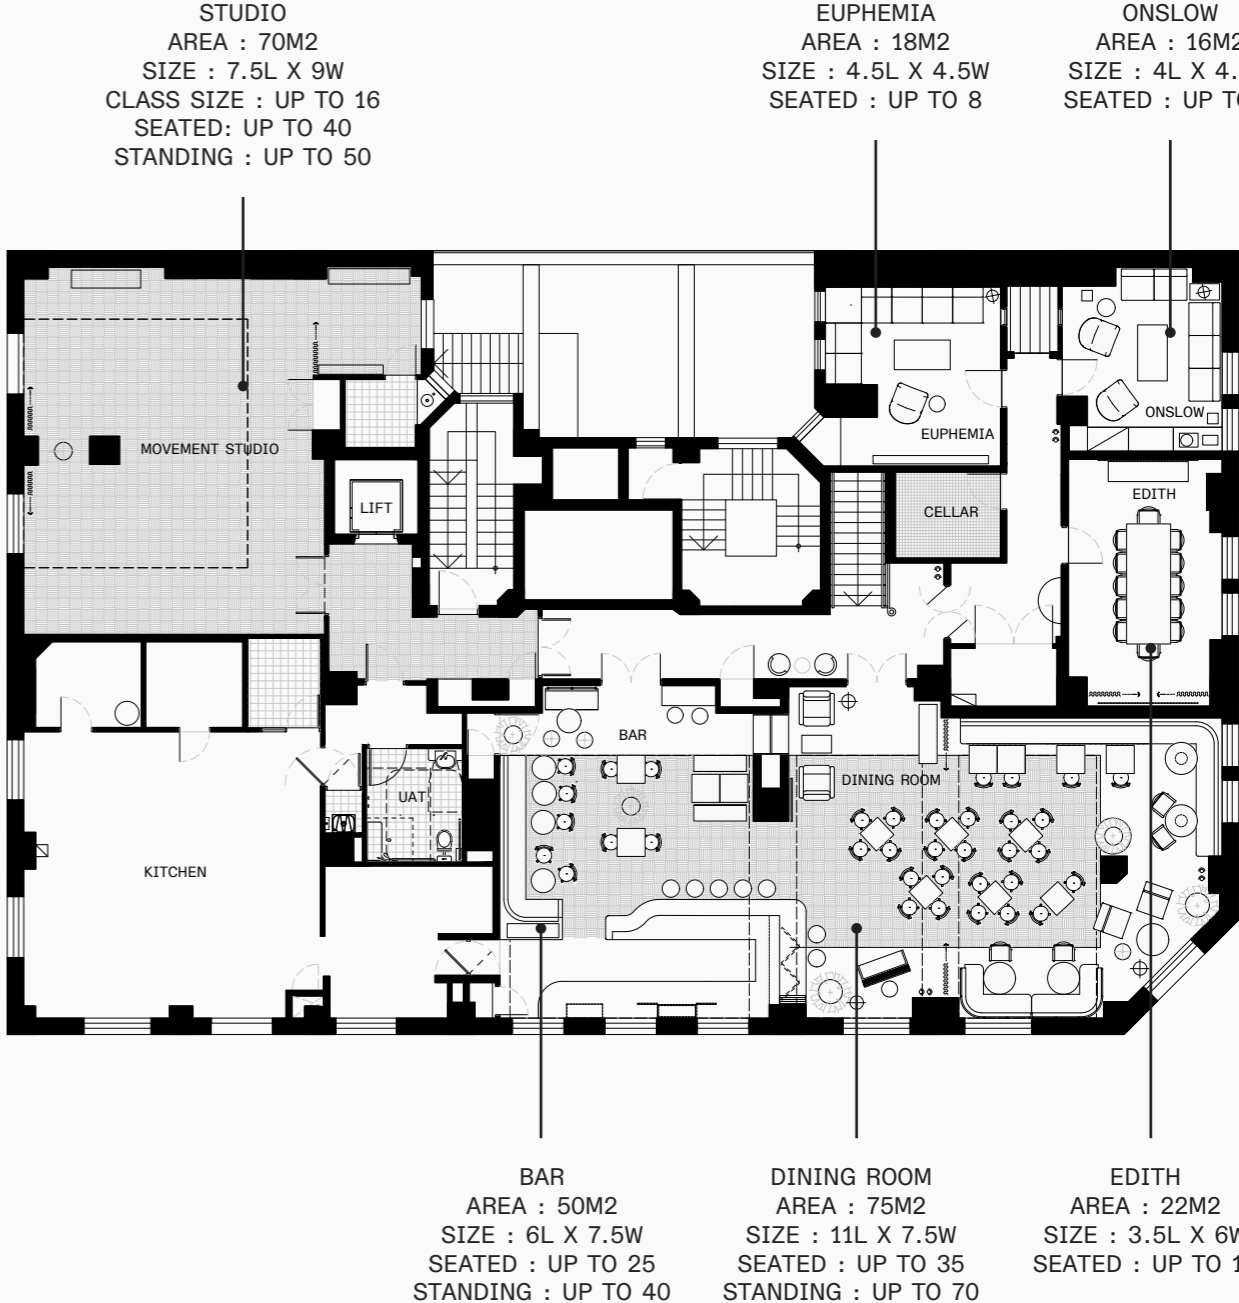 STUDIO
AREA : 70M2
SIZE : 7.5L X 9W
CLASS SIZE : UP TO 16
SEATED: UP TO 40
STANDING : UP TO 50
EUPHEMIA
AREA : 18M2
SIZE : 4.5L X 4.5W
SEATED : UP TO 8
ONSLOW
AREA : 16M2
SIZE : 4L X 4.
SEATED : UP
MOVEMENT STUDIO
LIFT
EUPHEMIA
ONSLOW
CELLAR
EDITH
BAR
DINING ROOM
UAT
KITCHEN
BAR
AREA : 50M2
SIZE : 6L X 7.5W
SEATED : UP TO 25
STANDING : UP TO 40
DINING ROOM
AREA : 75M2
SIZE : 11L X 7.5W
SEATED : UP TO 35
STANDING : UP TO 70
EDITH
AREA : 22M2
SIZE : 3.5L X 6W
SEATED : UP TO